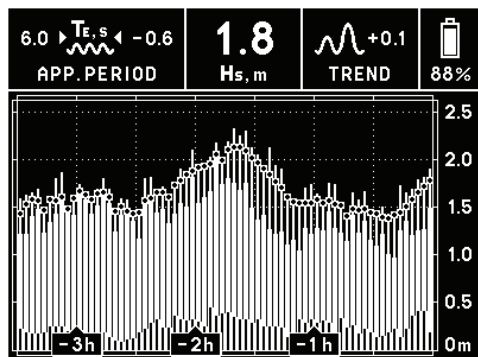 6.0 TE,s -0.6
APP.PERIOD
1.8
Hs,m
+0.1
TREND
88%
2.5
2.0
1.5
1.0
0.5
0m
-3h
-2h
-1h